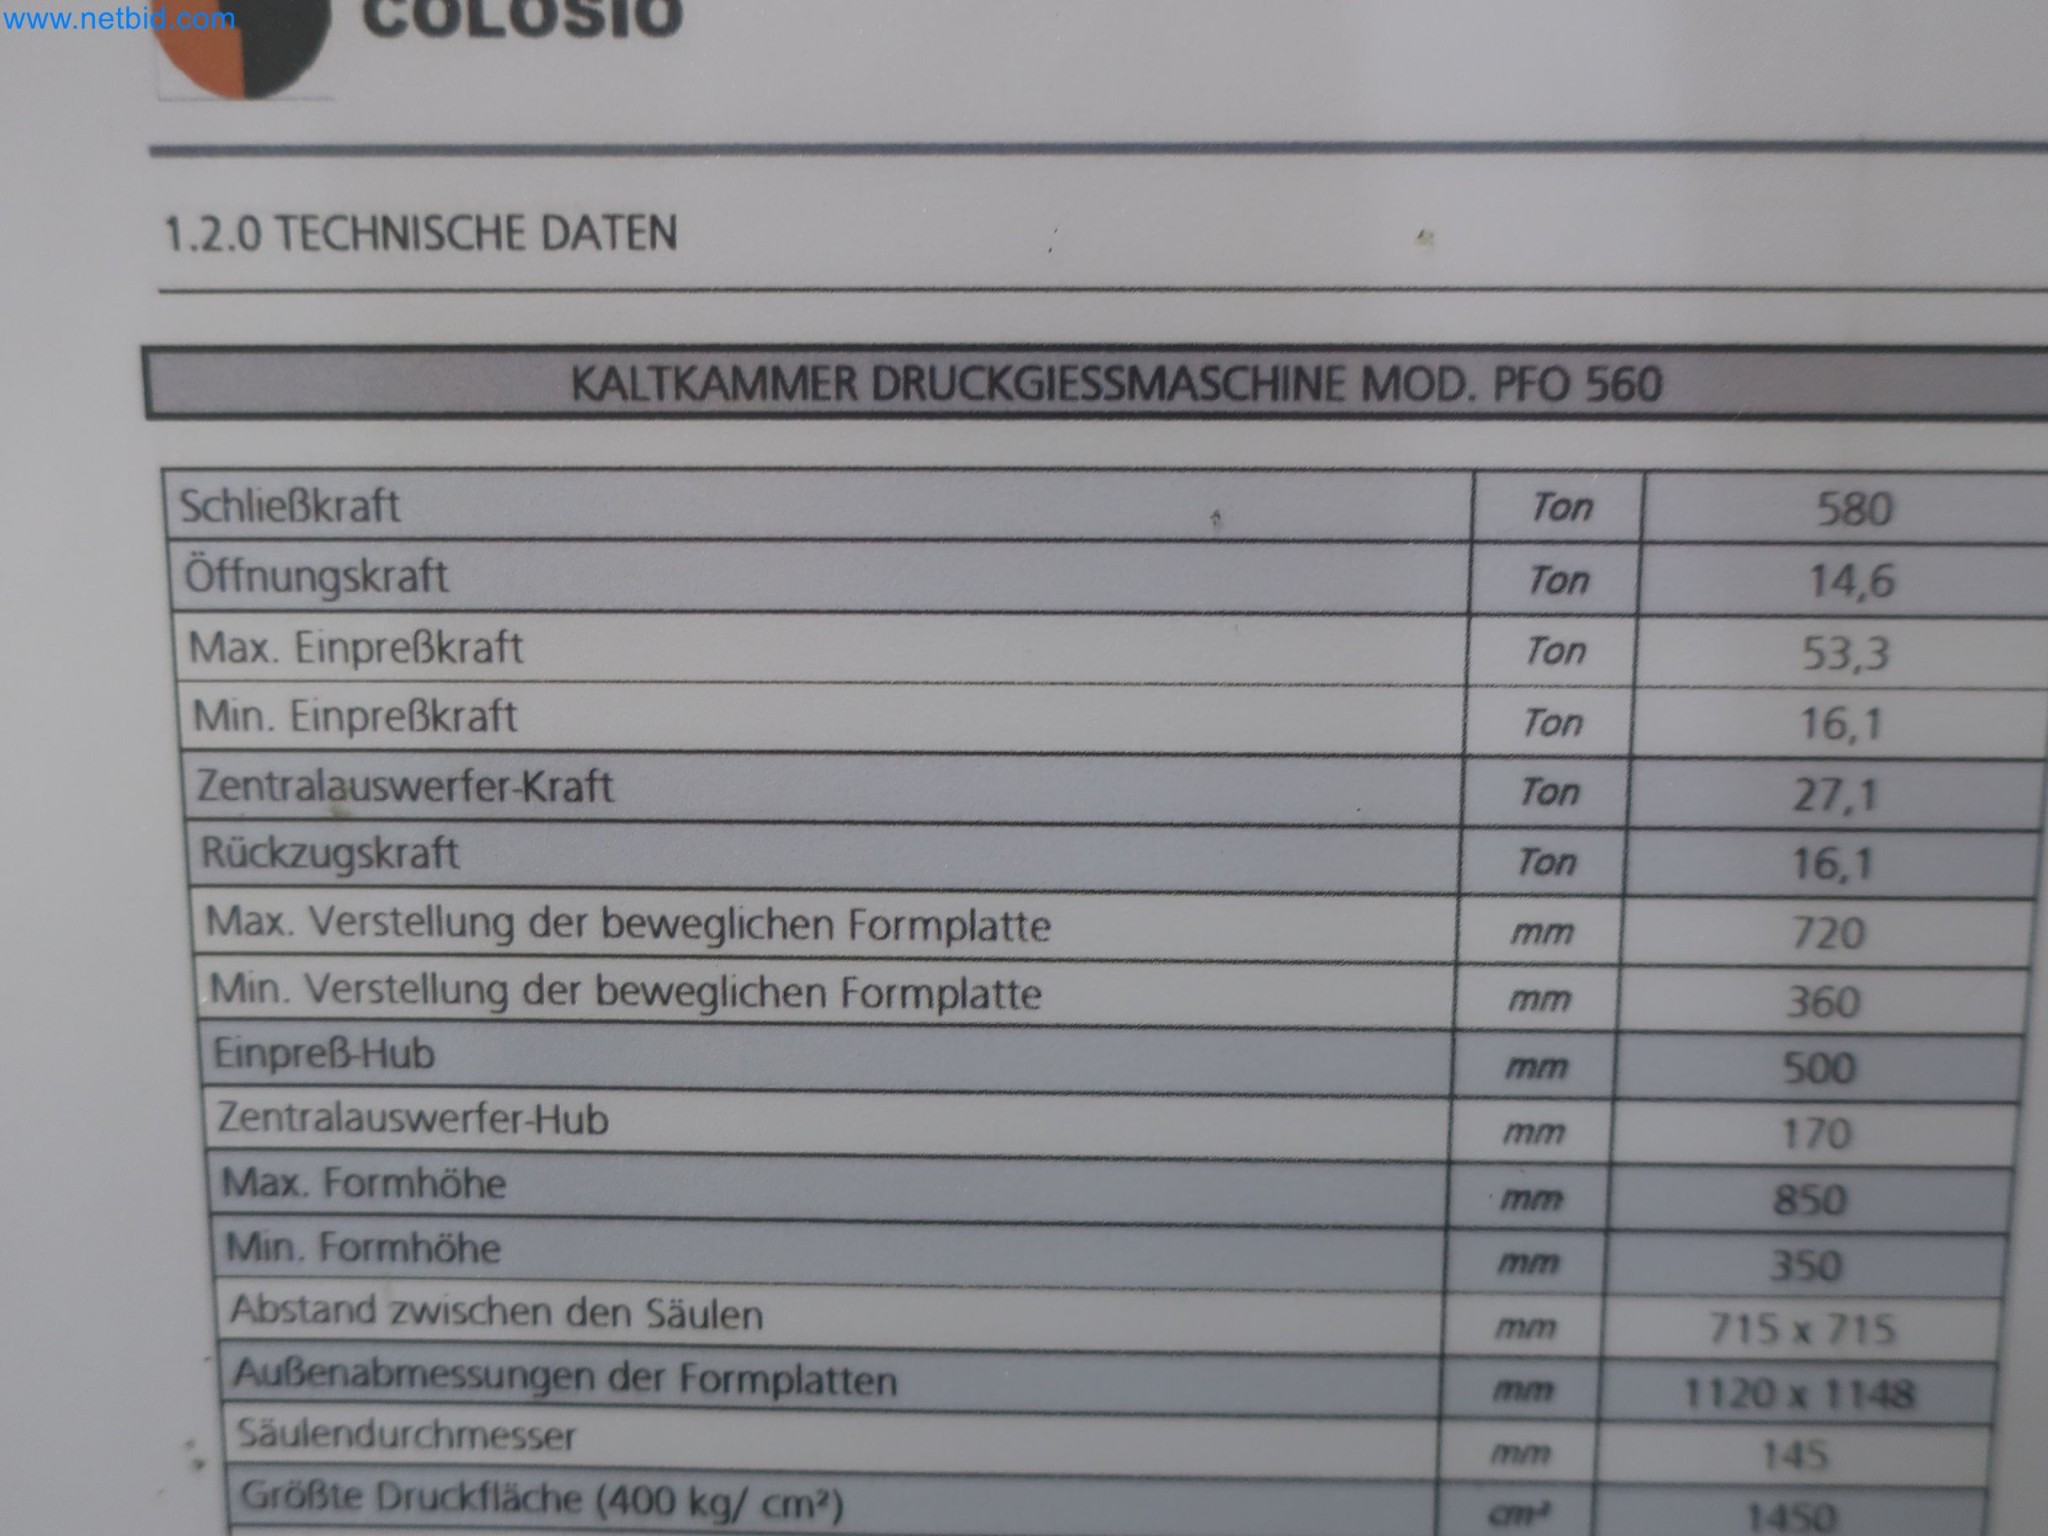 www.netbid.com
COLOSIO
1.2.0 TECHNISCHE DATEN
KALTKAMMER DRUCKGIESSMASCHINE MOD. PFO 560
Schließkraft Ton 580
Öffnungskraft Ton 14,6
Max. Einpreßkraft Ton 53,3
Min. Einpreßkraft Ton 16,1
Zentralauswerfer-Kraft Ton 27,1
Rückzugskraft Ton 16,1
Max. Verstellung der beweglichen Formplatte mm 720
Min. Verstellung der beweglichen Formplatte mm 360
Einpreß-Hub mm 500
Zentralauswerfer-Hub mm 170
Max. Formhöhe mm 850
Min. Formhöhe mm 350
Abstand zwischen den Säulen mm 715 x 715
Außenabmessungen der Formplatten mm 1120 x 1148
Säulendurchmesser mm 145
Größte Druckfläche (400 kg/ cm²) cm² 1450